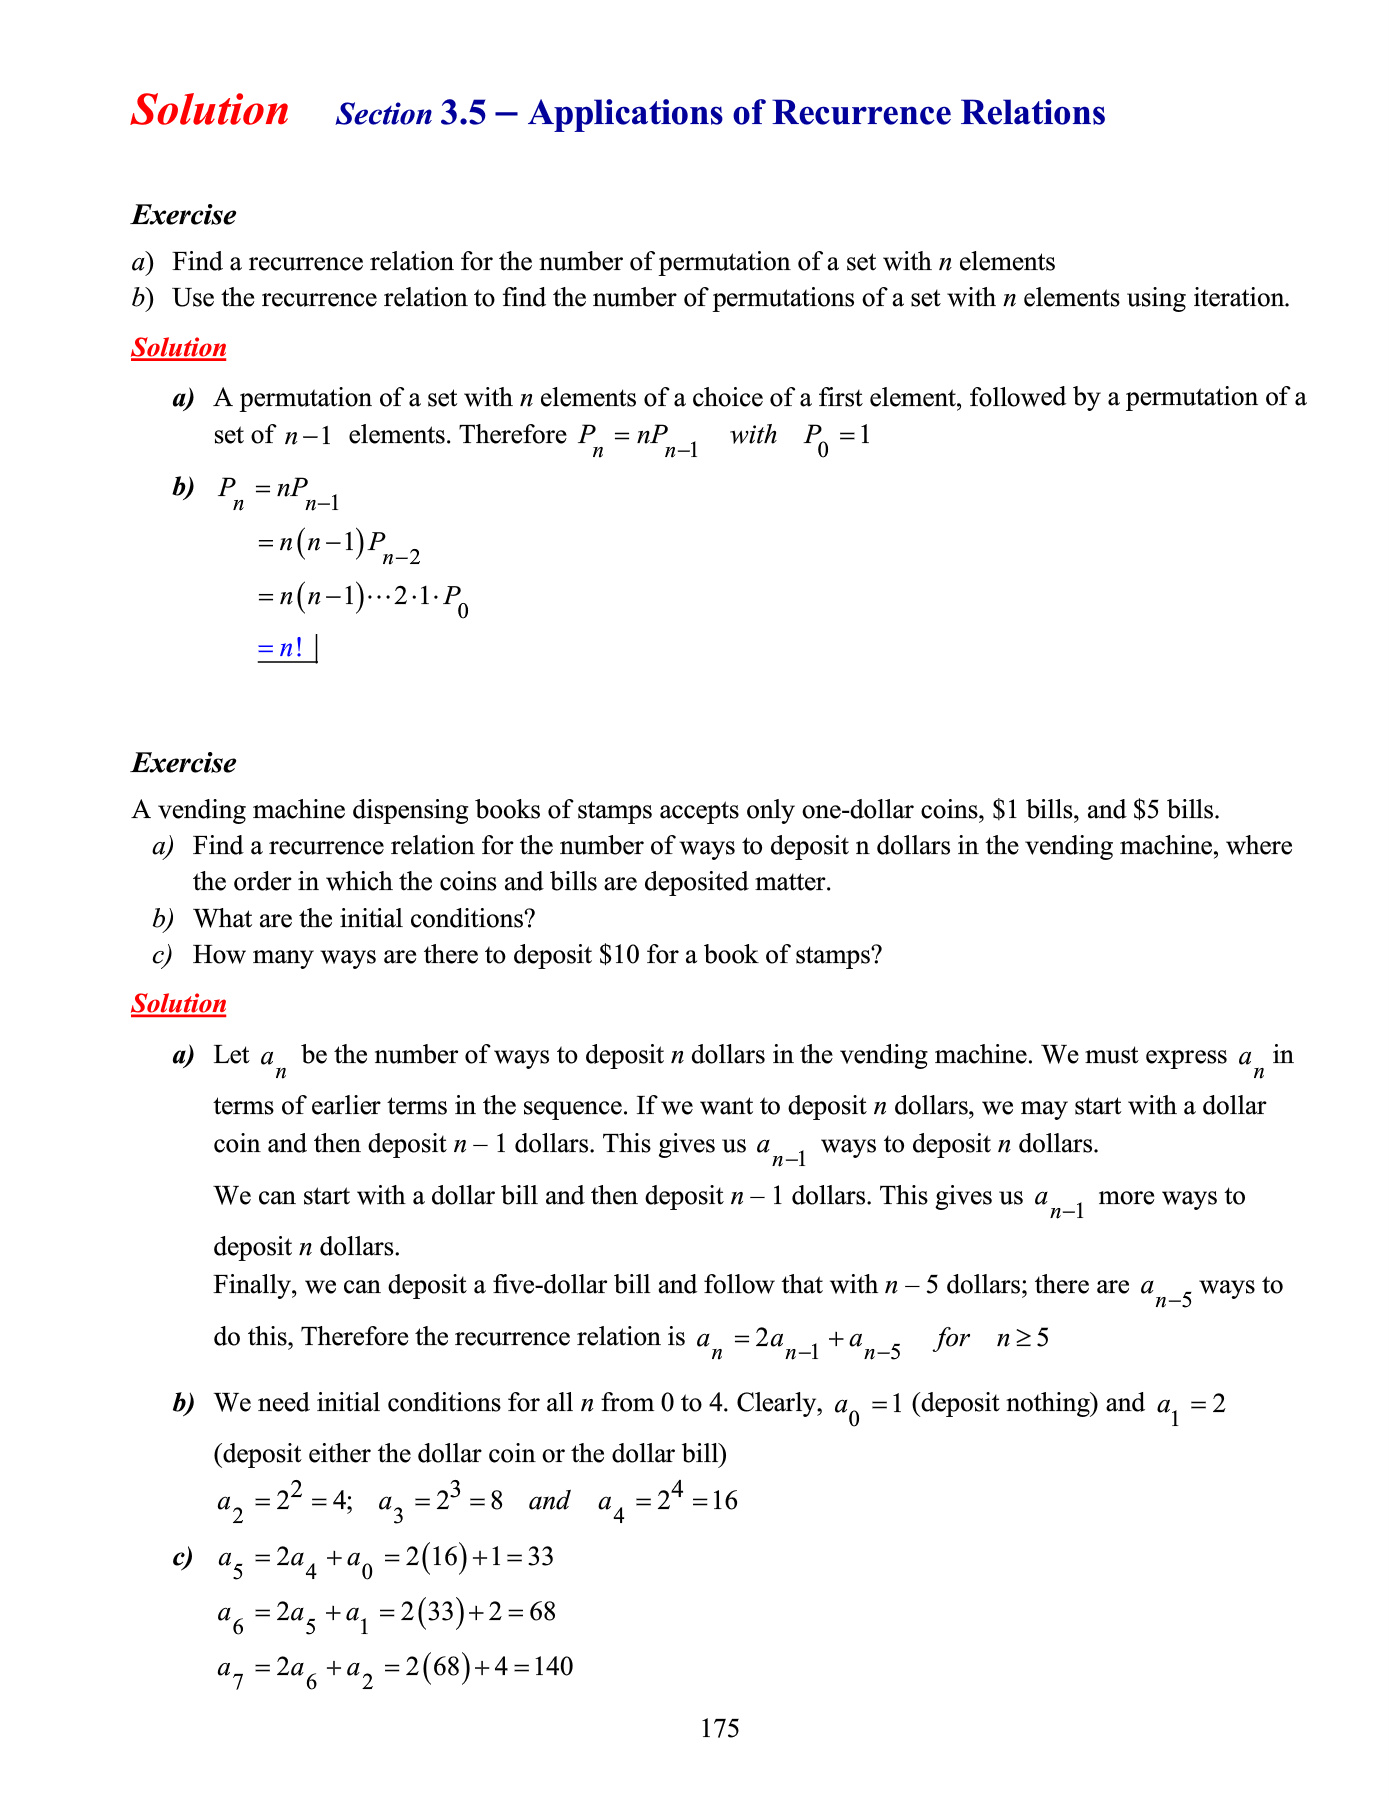 Solution Section 3.5 – Applications of Recurrence Relations
Exercise
a) Find a recurrence relation for the number of permutation of a set with n elements
b) Use the recurrence relation to find the number of permutations of a set with n elements using iteration.
Solution
a) A permutation of a set with n elements of a choice of a first element, followed by a permutation of a
set of n−1 elements. Therefore P_n = nP_{n−1} with P_0 = 1
b) P_n = nP_{n−1}
= n(n−1)P_{n−2}
= n(n−1)⋯2·1·P_0
= n!
Exercise
A vending machine dispensing books of stamps accepts only one-dollar coins, $1 bills, and $5 bills.
a) Find a recurrence relation for the number of ways to deposit n dollars in the vending machine, where
the order in which the coins and bills are deposited matter.
b) What are the initial conditions?
c) How many ways are there to deposit $10 for a book of stamps?
Solution
a) Let a_n be the number of ways to deposit n dollars in the vending machine. We must express a_n in
terms of earlier terms in the sequence. If we want to deposit n dollars, we may start with a dollar
coin and then deposit n – 1 dollars. This gives us a_{n−1} ways to deposit n dollars.
We can start with a dollar bill and then deposit n – 1 dollars. This gives us a_{n−1} more ways to
deposit n dollars.
Finally, we can deposit a five-dollar bill and follow that with n – 5 dollars; there are a_{n−5} ways to
do this, Therefore the recurrence relation is a_n = 2a_{n−1} + a_{n−5} for n ≥ 5
b) We need initial conditions for all n from 0 to 4. Clearly, a_0 = 1 (deposit nothing) and a_1 = 2
(deposit either the dollar coin or the dollar bill)
a_2 = 2^2 = 4; a_3 = 2^3 = 8 and a_4 = 2^4 = 16
c) a_5 = 2a_4 + a_0 = 2(16)+1 = 33
a_6 = 2a_5 + a_1 = 2(33)+2 = 68
a_7 = 2a_6 + a_2 = 2(68)+4 = 140
175